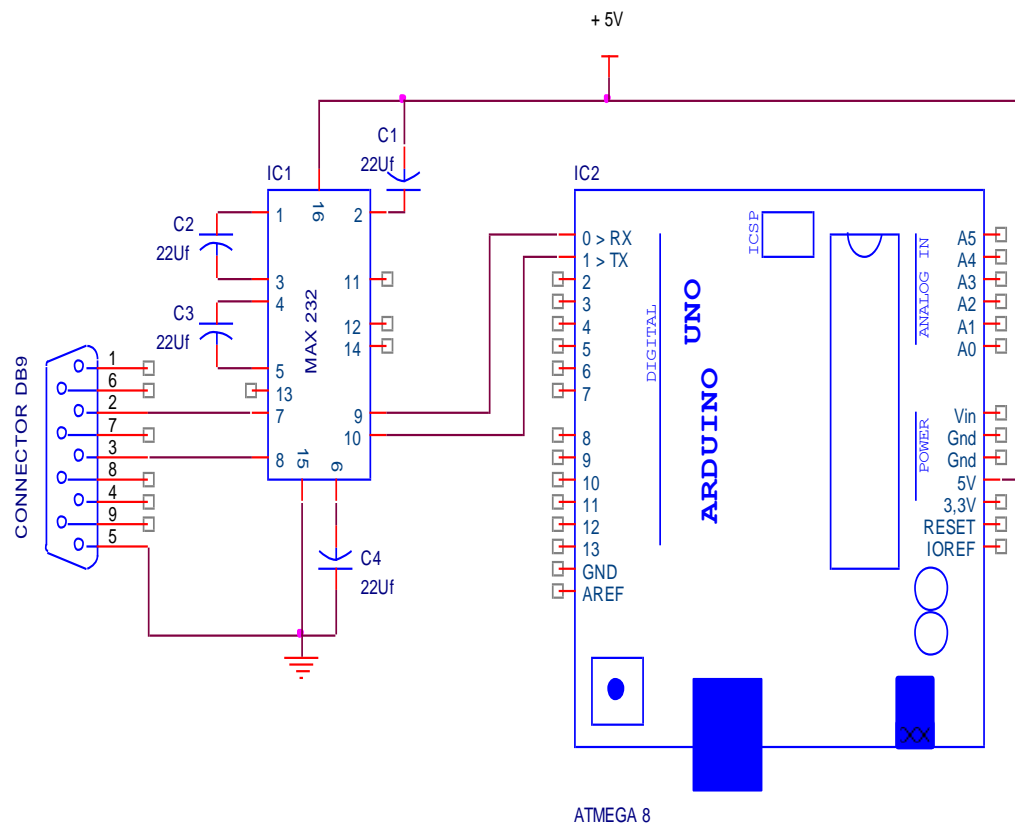 + 5V
C1
22Uf
IC1
16
1
2
C2
22Uf
3
11
4
C3
22Uf
12
14
5
13
7
9
10
8
15
6
MAX 232
C4
22Uf
CONNECTOR DB9
1
6
2
7
3
8
4
9
5
IC2
0 > RX
1 > TX
2
3
4
5
6
7
8
9
10
11
12
13
GND
AREF
DIGITAL
ARDUINO UNO
ICSP
ANALOG IN
A5
A4
A3
A2
A1
A0
POWER
Vin
Gnd
Gnd
5V
3,3V
RESET
IOREF
XX
ATMEGA 8